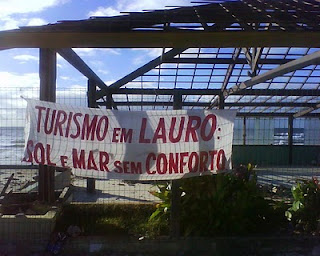 TURISMO EM LAURO:
SOL E MAR SEM CONFORTO